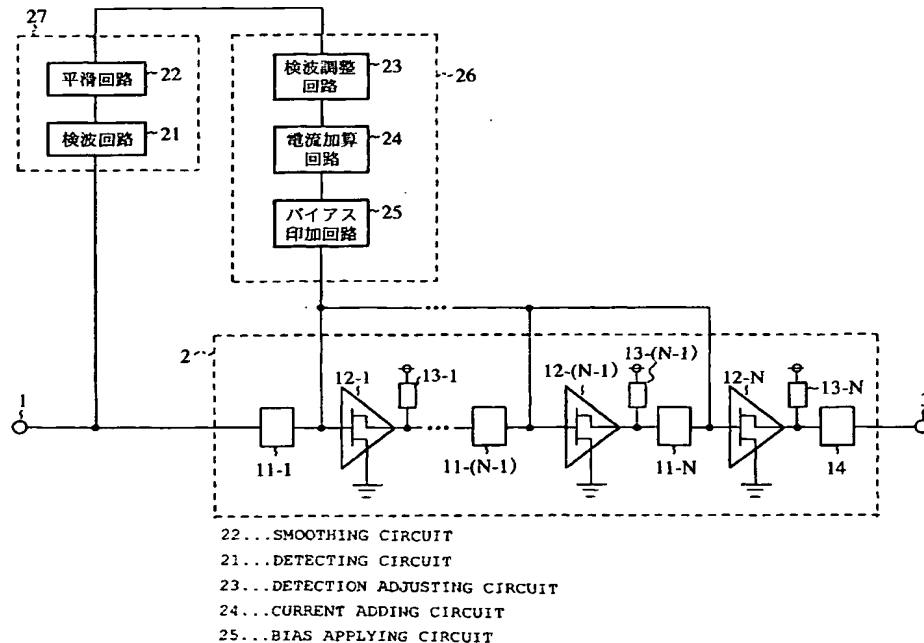 27
平滑回路
22
検波回路
21
検波調整
回路
23
電流加算
回路
24
バイアス
印加回路
25
26
2
1
11-1
12-1
13-1
11-(N-1)
12-(N-1)
13-(N-1)
11-N
12-N
13-N
14
22...SMOOTHING CIRCUIT
21...DETECTING CIRCUIT
23...DETECTION ADJUSTING CIRCUIT
24...CURRENT ADDING CIRCUIT
25...BIAS APPLYING CIRCUIT